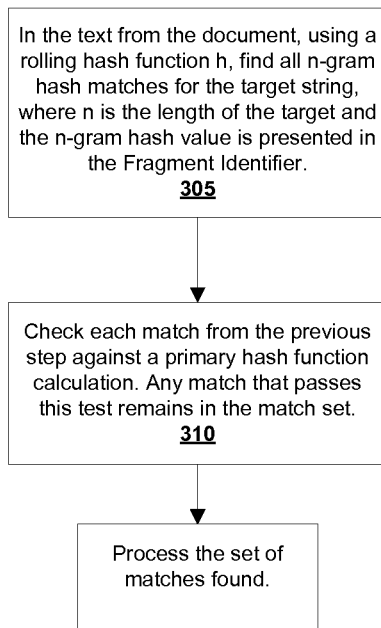 In the text from the document, using a
rolling hash function h, find all n-gram
hash matches for the target string,
where n is the length of the target and
the n-gram hash value is presented in
the Fragment Identifier.
305
Check each match from the previous
step against a primary hash function
calculation. Any match that passes
this test remains in the match set.
310
Process the set of
matches found.